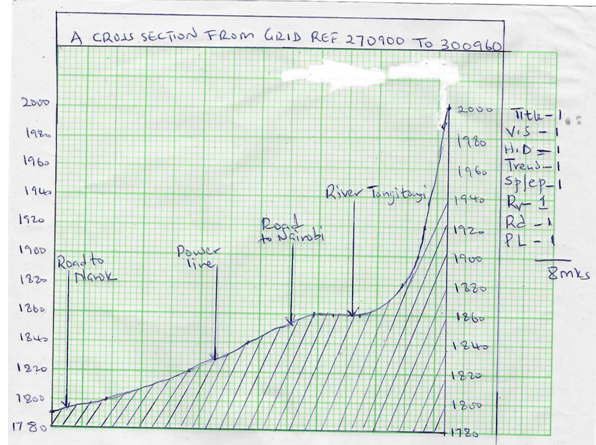 A CROSS SECTION FROM GRID REF 270900 TO 300960
2000
1980
1960
1940
1920
1900
1880
1860
1840
1820
1800
1780
Road to
Narok
Power
line
Road
to Nairobi
River Tongitongi
2000
1980
1960
1940
1920
1900
1880
1860
1840
1820
1800
1780
Title-1
V.S - 1
H.D = 1
Trend-1
Sp/ep-1
Rv- 1
Rd - 1
PL - 1
8mks